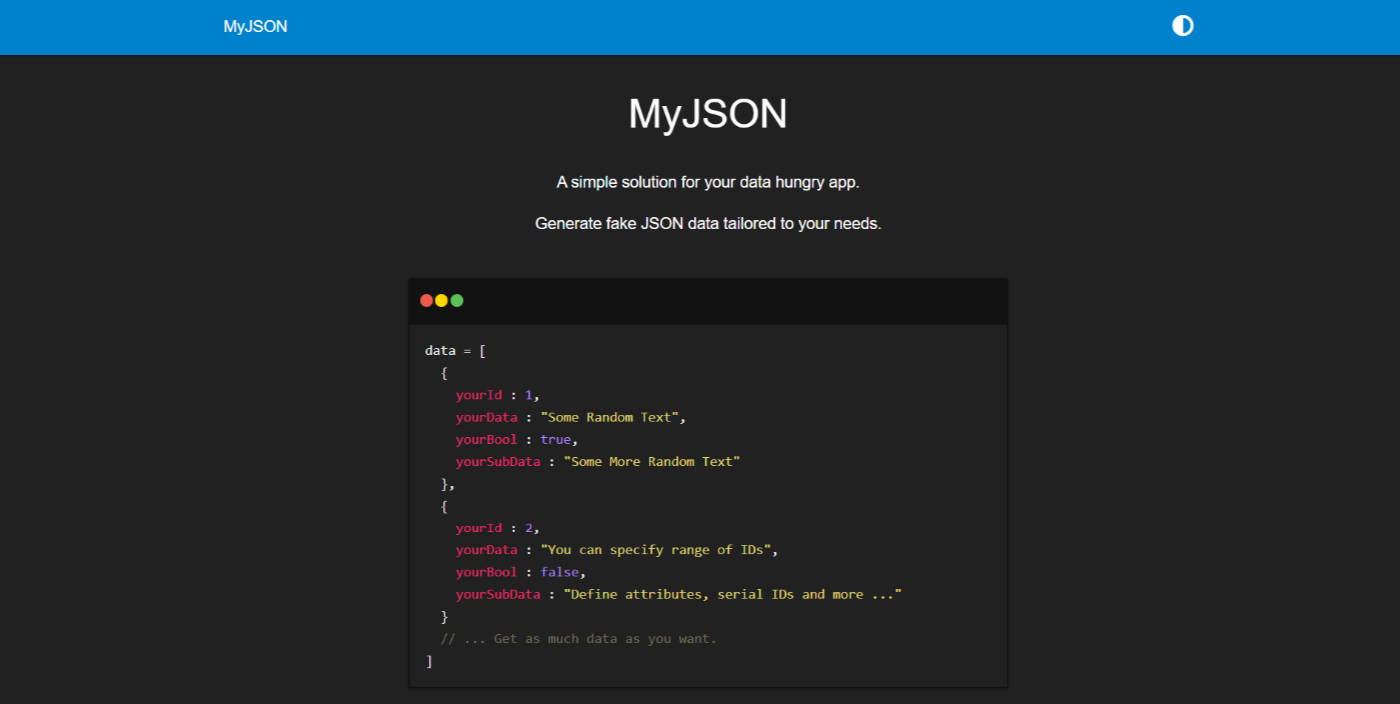 MyJSON
MyJSON
A simple solution for your data hungry app.
Generate fake JSON data tailored to your needs.
data = [
  {
    yourId : 1,
    yourData : "Some Random Text",
    yourBool : true,
    yourSubData : "Some More Random Text"
  },
  {
    yourId : 2,
    yourData : "You can specify range of IDs",
    yourBool : false,
    yourSubData : "Define attributes, serial IDs and more ..."
  }
  // ... Get as much data as you want.
]